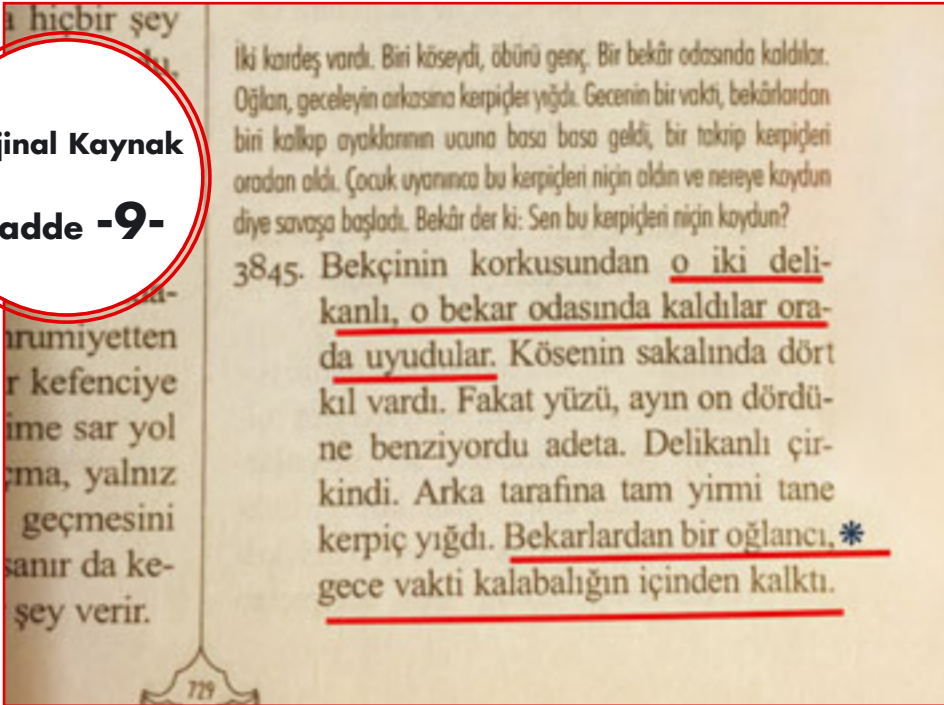 hiçbir şey
jinal Kaynak
adde -9-
hrumiyetten
r kefenciye
ime sar yol
çma, yalnız
geçmesini
sanır da ke-
şey verir.
İki kardeş vardı. Biri köseydi, öbürü genç. Bir bekâr odasında kaldılar.
Oğlan, geceleyin arkasına kerpiçler yığdı. Gecenin bir vakti, bekârlardan
biri kalkıp ayaklarının ucuna basa basa geldi, bir takrip kerpiçleri
oradan aldı. Çocuk uyanınca bu kerpiçleri niçin aldın ve nereye koydun
diye savaşa başladı. Bekâr der ki: Sen bu kerpiçleri niçin koydun?
3845. Bekçinin korkusundan o iki deli-
kanlı, o bekar odasında kaldılar ora-
da uyudular. Kösenin sakalında dört
kıl vardı. Fakat yüzü, ayın on dördü-
ne benziyordu adeta. Delikanlı çir-
kindi. Arka tarafına tam yirmi tane
kerpiç yığdı. Bekarlardan bir oğlancı,*
gece vakti kalabalığın içinden kalktı.
729